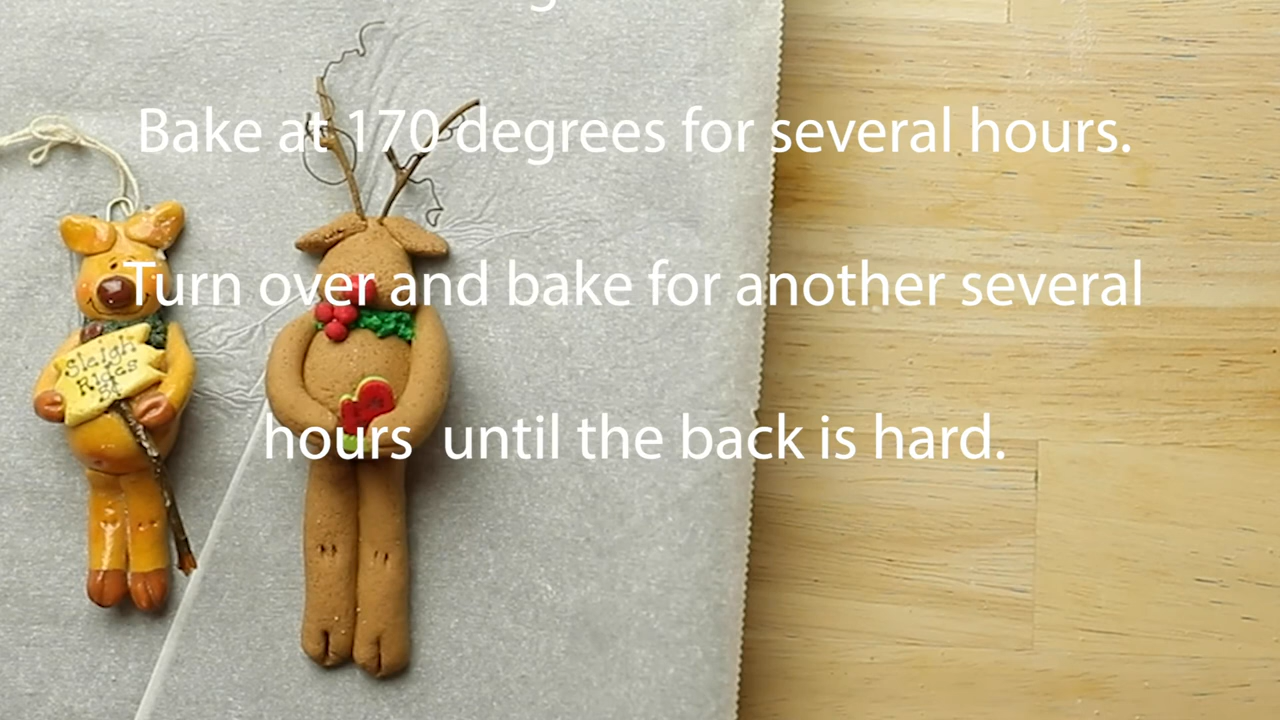 Bake at 170 degrees for several hours.
Turn over and bake for another several
hours until the back is hard.
Sleigh
Rides